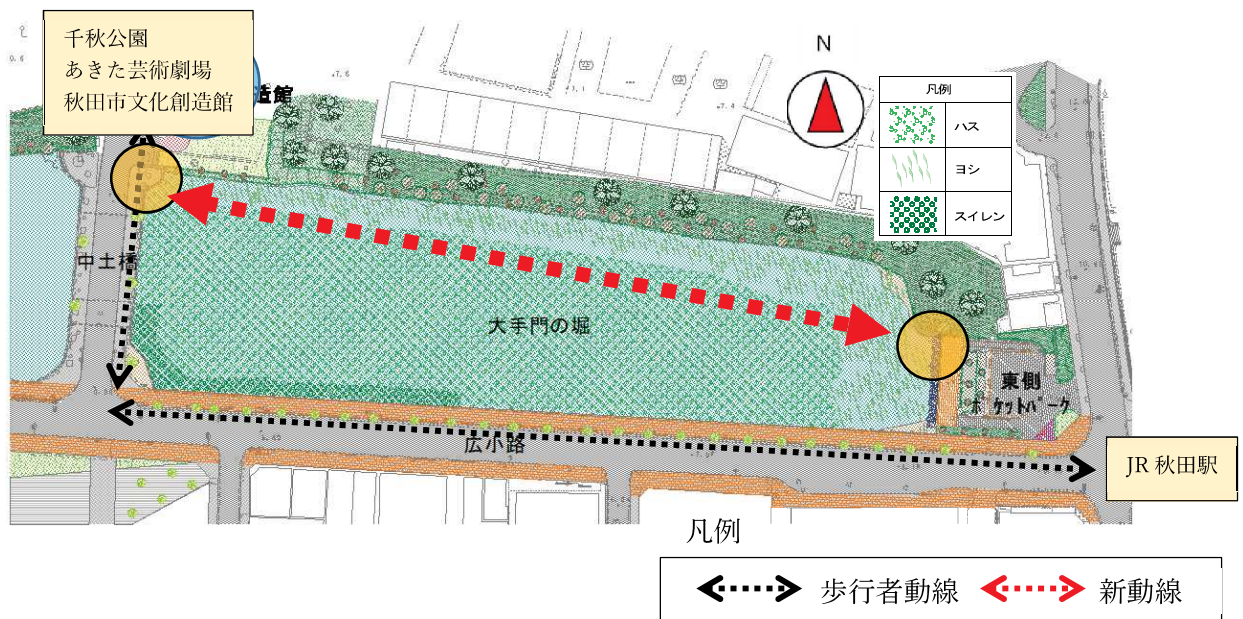 千秋公園
あきた芸術劇場
秋田市文化創造館
造館
N
凡例
ハス
ヨシ
スイレン
中土橋
大手門の堀
東側
ポケットパーク
広小路
JR 秋田駅
凡例
歩行者動線
新動線